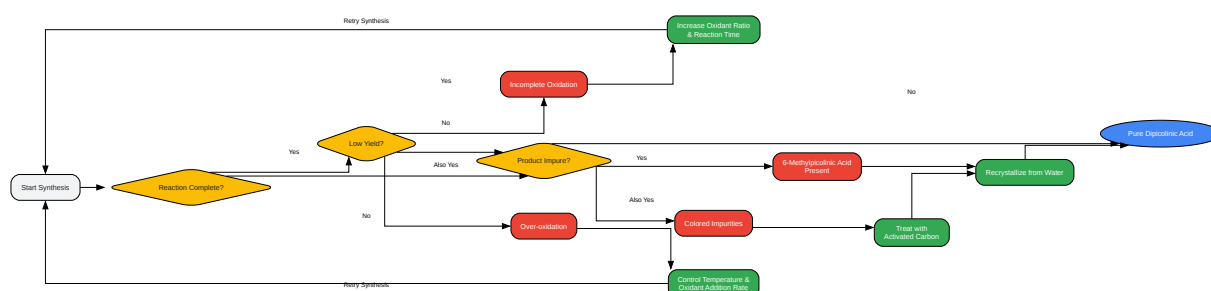 Retry Synthesis
Increase Oxidant Ratio
& Reaction Time
Yes
Incomplete Oxidation
No
No
Low Yield?
Pure Dipicolinic Acid
Yes
Also Yes
Product Impure?
Yes
6-Methylpicolinic Acid
Present
Recrystallize from Water
Start Synthesis
Reaction Complete?
Also Yes
No
Over-oxidation
Colored Impurities
Treat with
Activated Carbon
Retry Synthesis
Control Temperature &
Oxidant Addition Rate